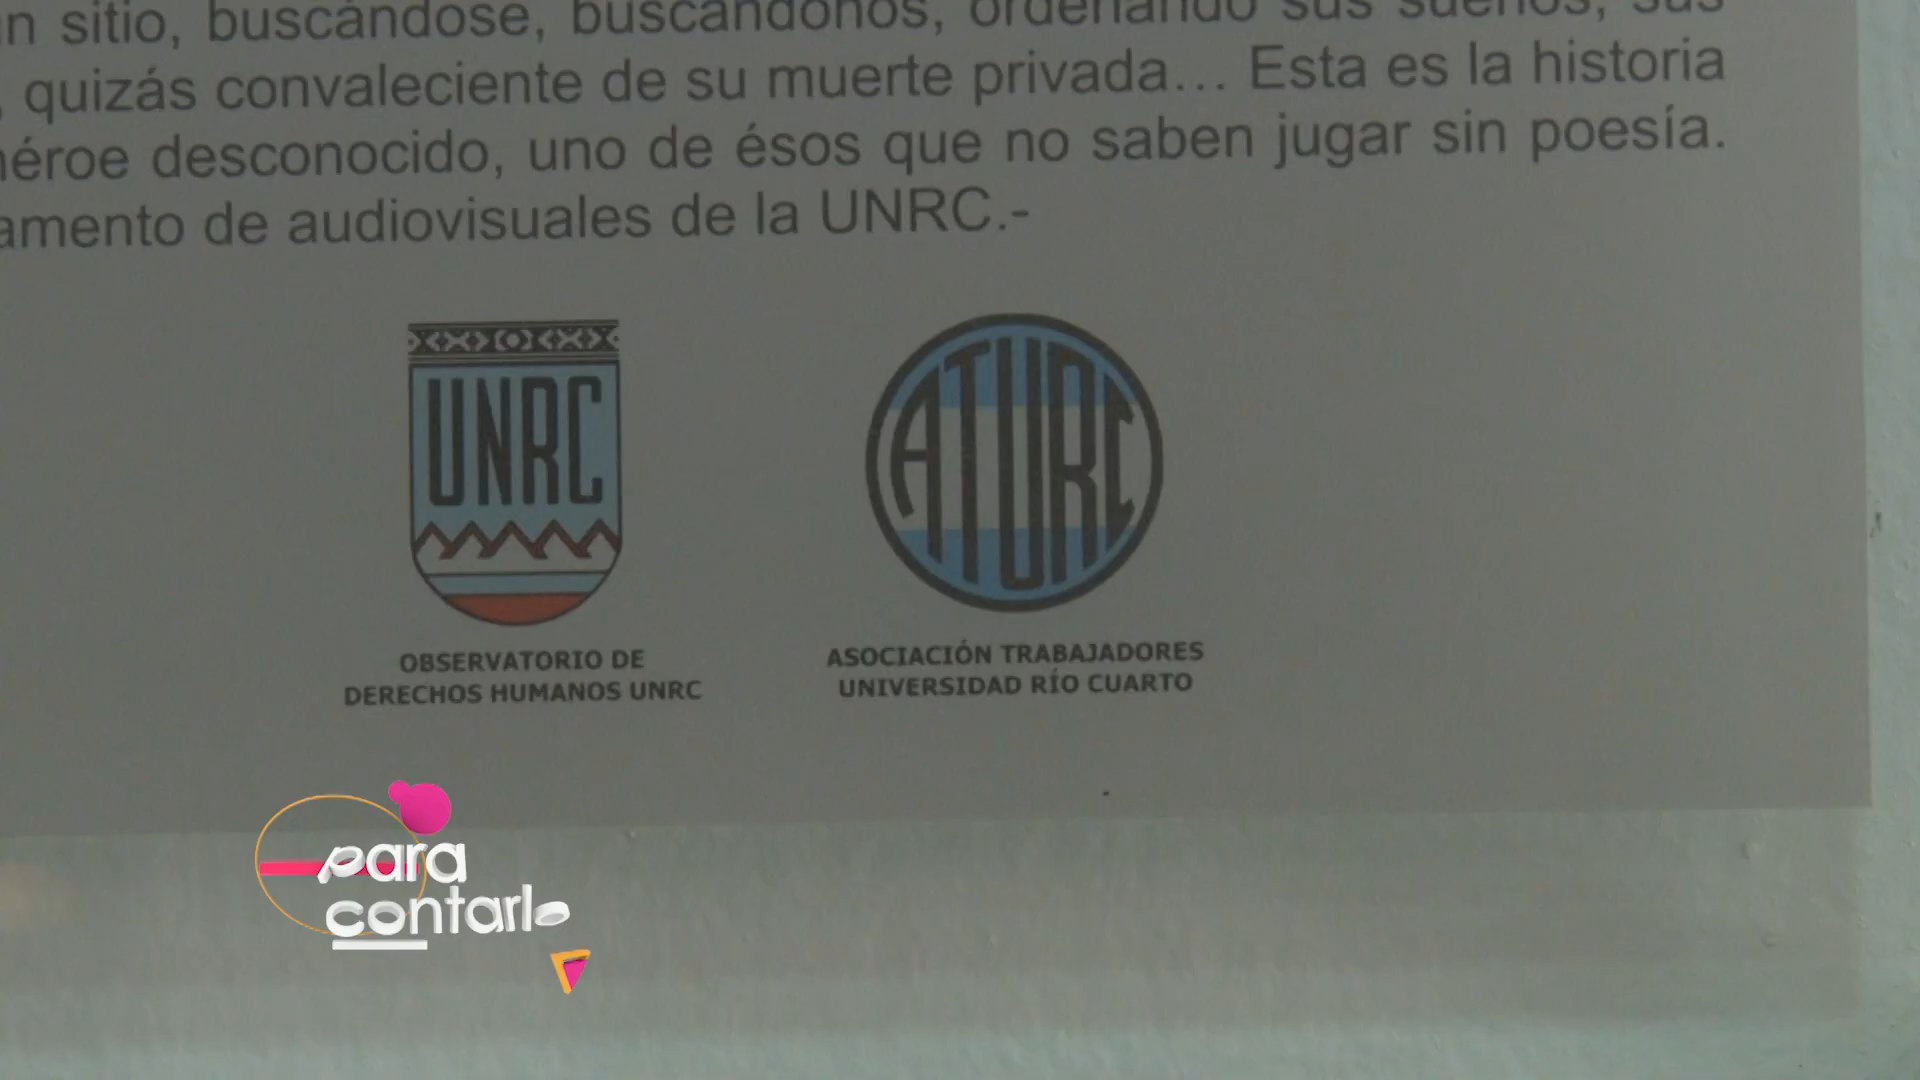 sitio, buscándose, buscándonos, ordenando sus sueños, sus
, quizás convaleciente de su muerte privada... Esta es la historia
héroe desconocido, uno de ésos que no saben jugar sin poesía.
amento de audiovisuales de la UNRC.-
UNRC
ATURC
OBSERVATORIO DE
DERECHOS HUMANOS UNRC
ASOCIACIÓN TRABAJADORES
UNIVERSIDAD RÍO CUARTO
para
contarlo